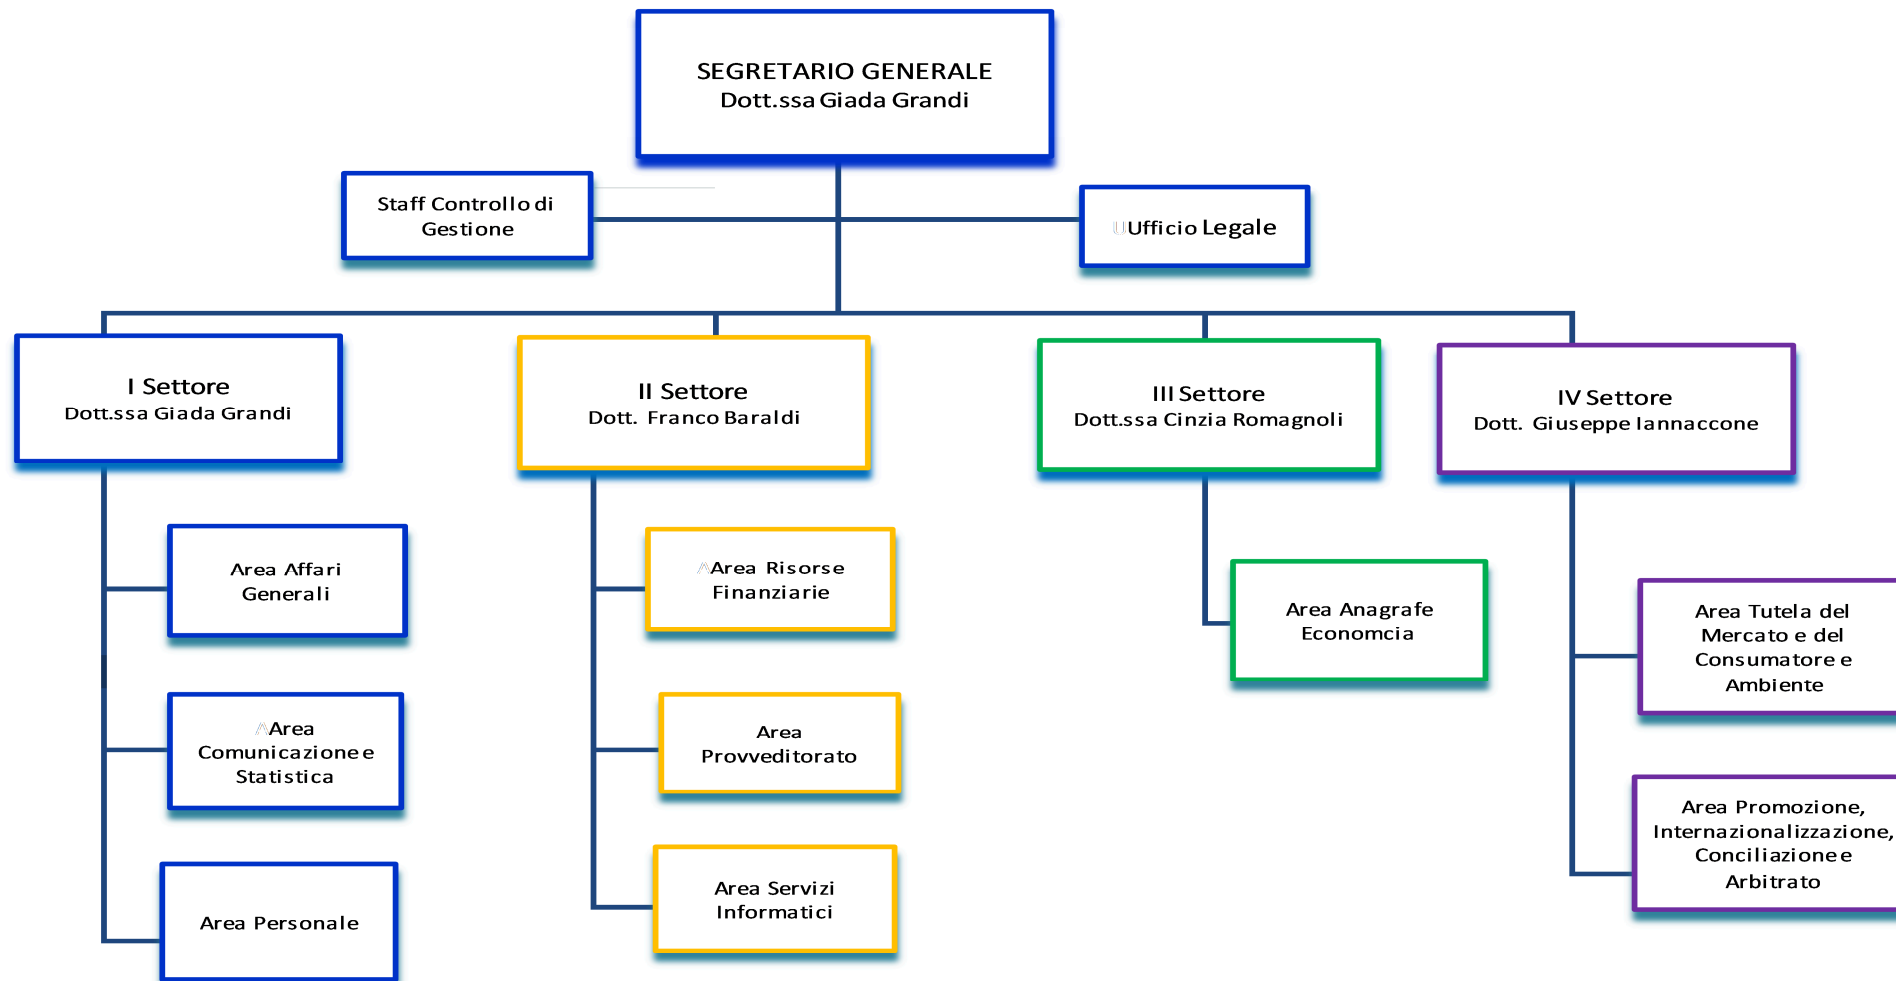 SEGRETARIO GENERALE
Dott.ssa Giada Grandi
Staff Controllo di
Gestione
Ufficio Legale
I Settore
Dott.ssa Giada Grandi
II Settore
Dott. Franco Baraldi
III Settore
Dott.ssa Cinzia Romagnoli
IV Settore
Dott. Giuseppe Iannaccone
Area Affari
Generali
Area
Comunicazione e
Statistica
Area Personale
Area Risorse
Finanziarie
Area
Provveditorato
Area Servizi
Informatici
Area Anagrafe
Economcia
Area Tutela del
Mercato e del
Consumatore e
Ambiente
Area Promozione,
Internazionalizzazione,
Conciliazione e
Arbitrato